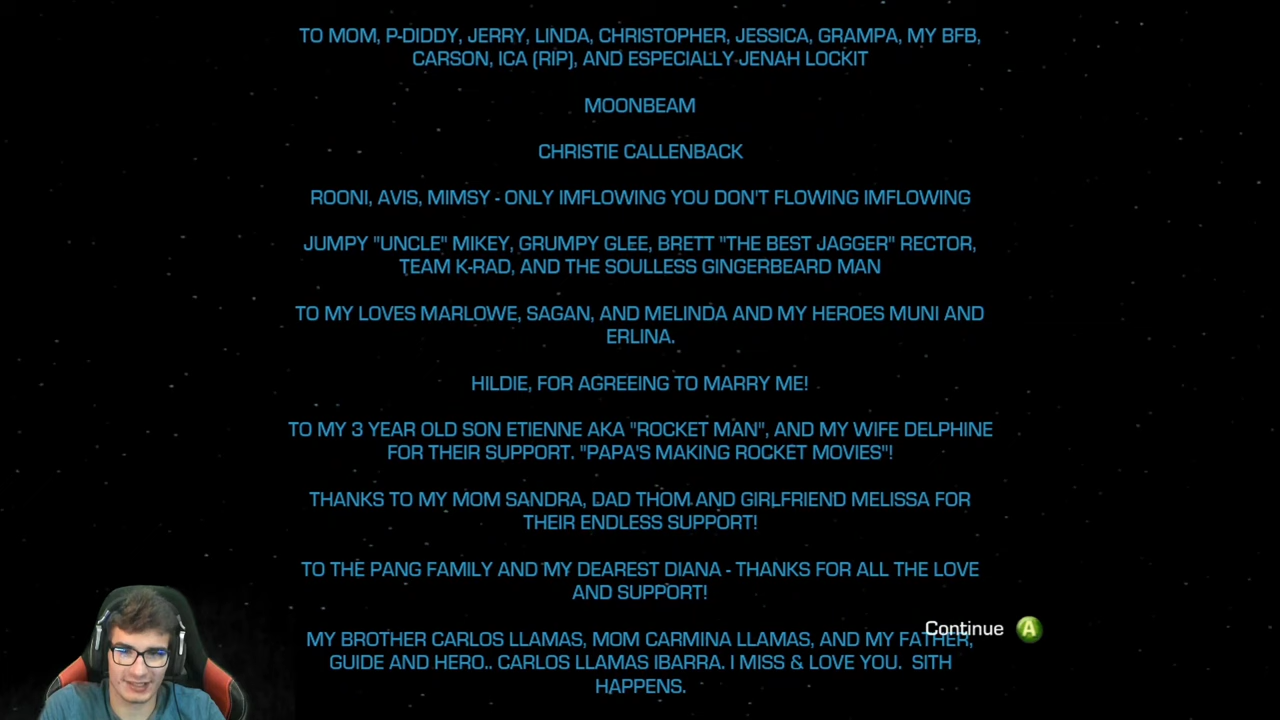 TO MOM, P-DIDDY, JERRY, LINDA, CHRISTOPHER, JESSICA, GRAMPA, MY BFB,
CARSON, ICA (RIP), AND ESPECIALLY JENAH LOCKIT
MOONBEAM
CHRISTIE CALLENBACK
ROONI, AVIS, MIMSY - ONLY IMFLOWING YOU DON'T FLOWING IMFLOWING
JUMPY "UNCLE" MIKEY, GRUMPY GLEE, BRETT "THE BEST JAGGER" RECTOR,
TEAM K-RAD, AND THE SOULLESS GINGERBEARD MAN
TO MY LOVES MARLOWE, SAGAN, AND MELINDA AND MY HEROES MUNI AND
ERLINA.
HILDIE, FOR AGREEING TO MARRY ME!
TO MY 3 YEAR OLD SON ETIENNE AKA "ROCKET MAN", AND MY WIFE DELPHINE
FOR THEIR SUPPORT. "PAPA'S MAKING ROCKET MOVIES"!
THANKS TO MY MOM SANDRA, DAD THOM AND GIRLFRIEND MELISSA FOR
THEIR ENDLESS SUPPORT!
TO THE PANG FAMILY AND MY DEAREST DIANA - THANKS FOR ALL THE LOVE
AND SUPPORT!
Continue A
MY BROTHER CARLOS LLAMAS, MOM CARMINA LLAMAS, AND MY FATHER,
GUIDE AND HERO.. CARLOS LLAMAS IBARRA. I MISS & LOVE YOU. SITH
HAPPENS.